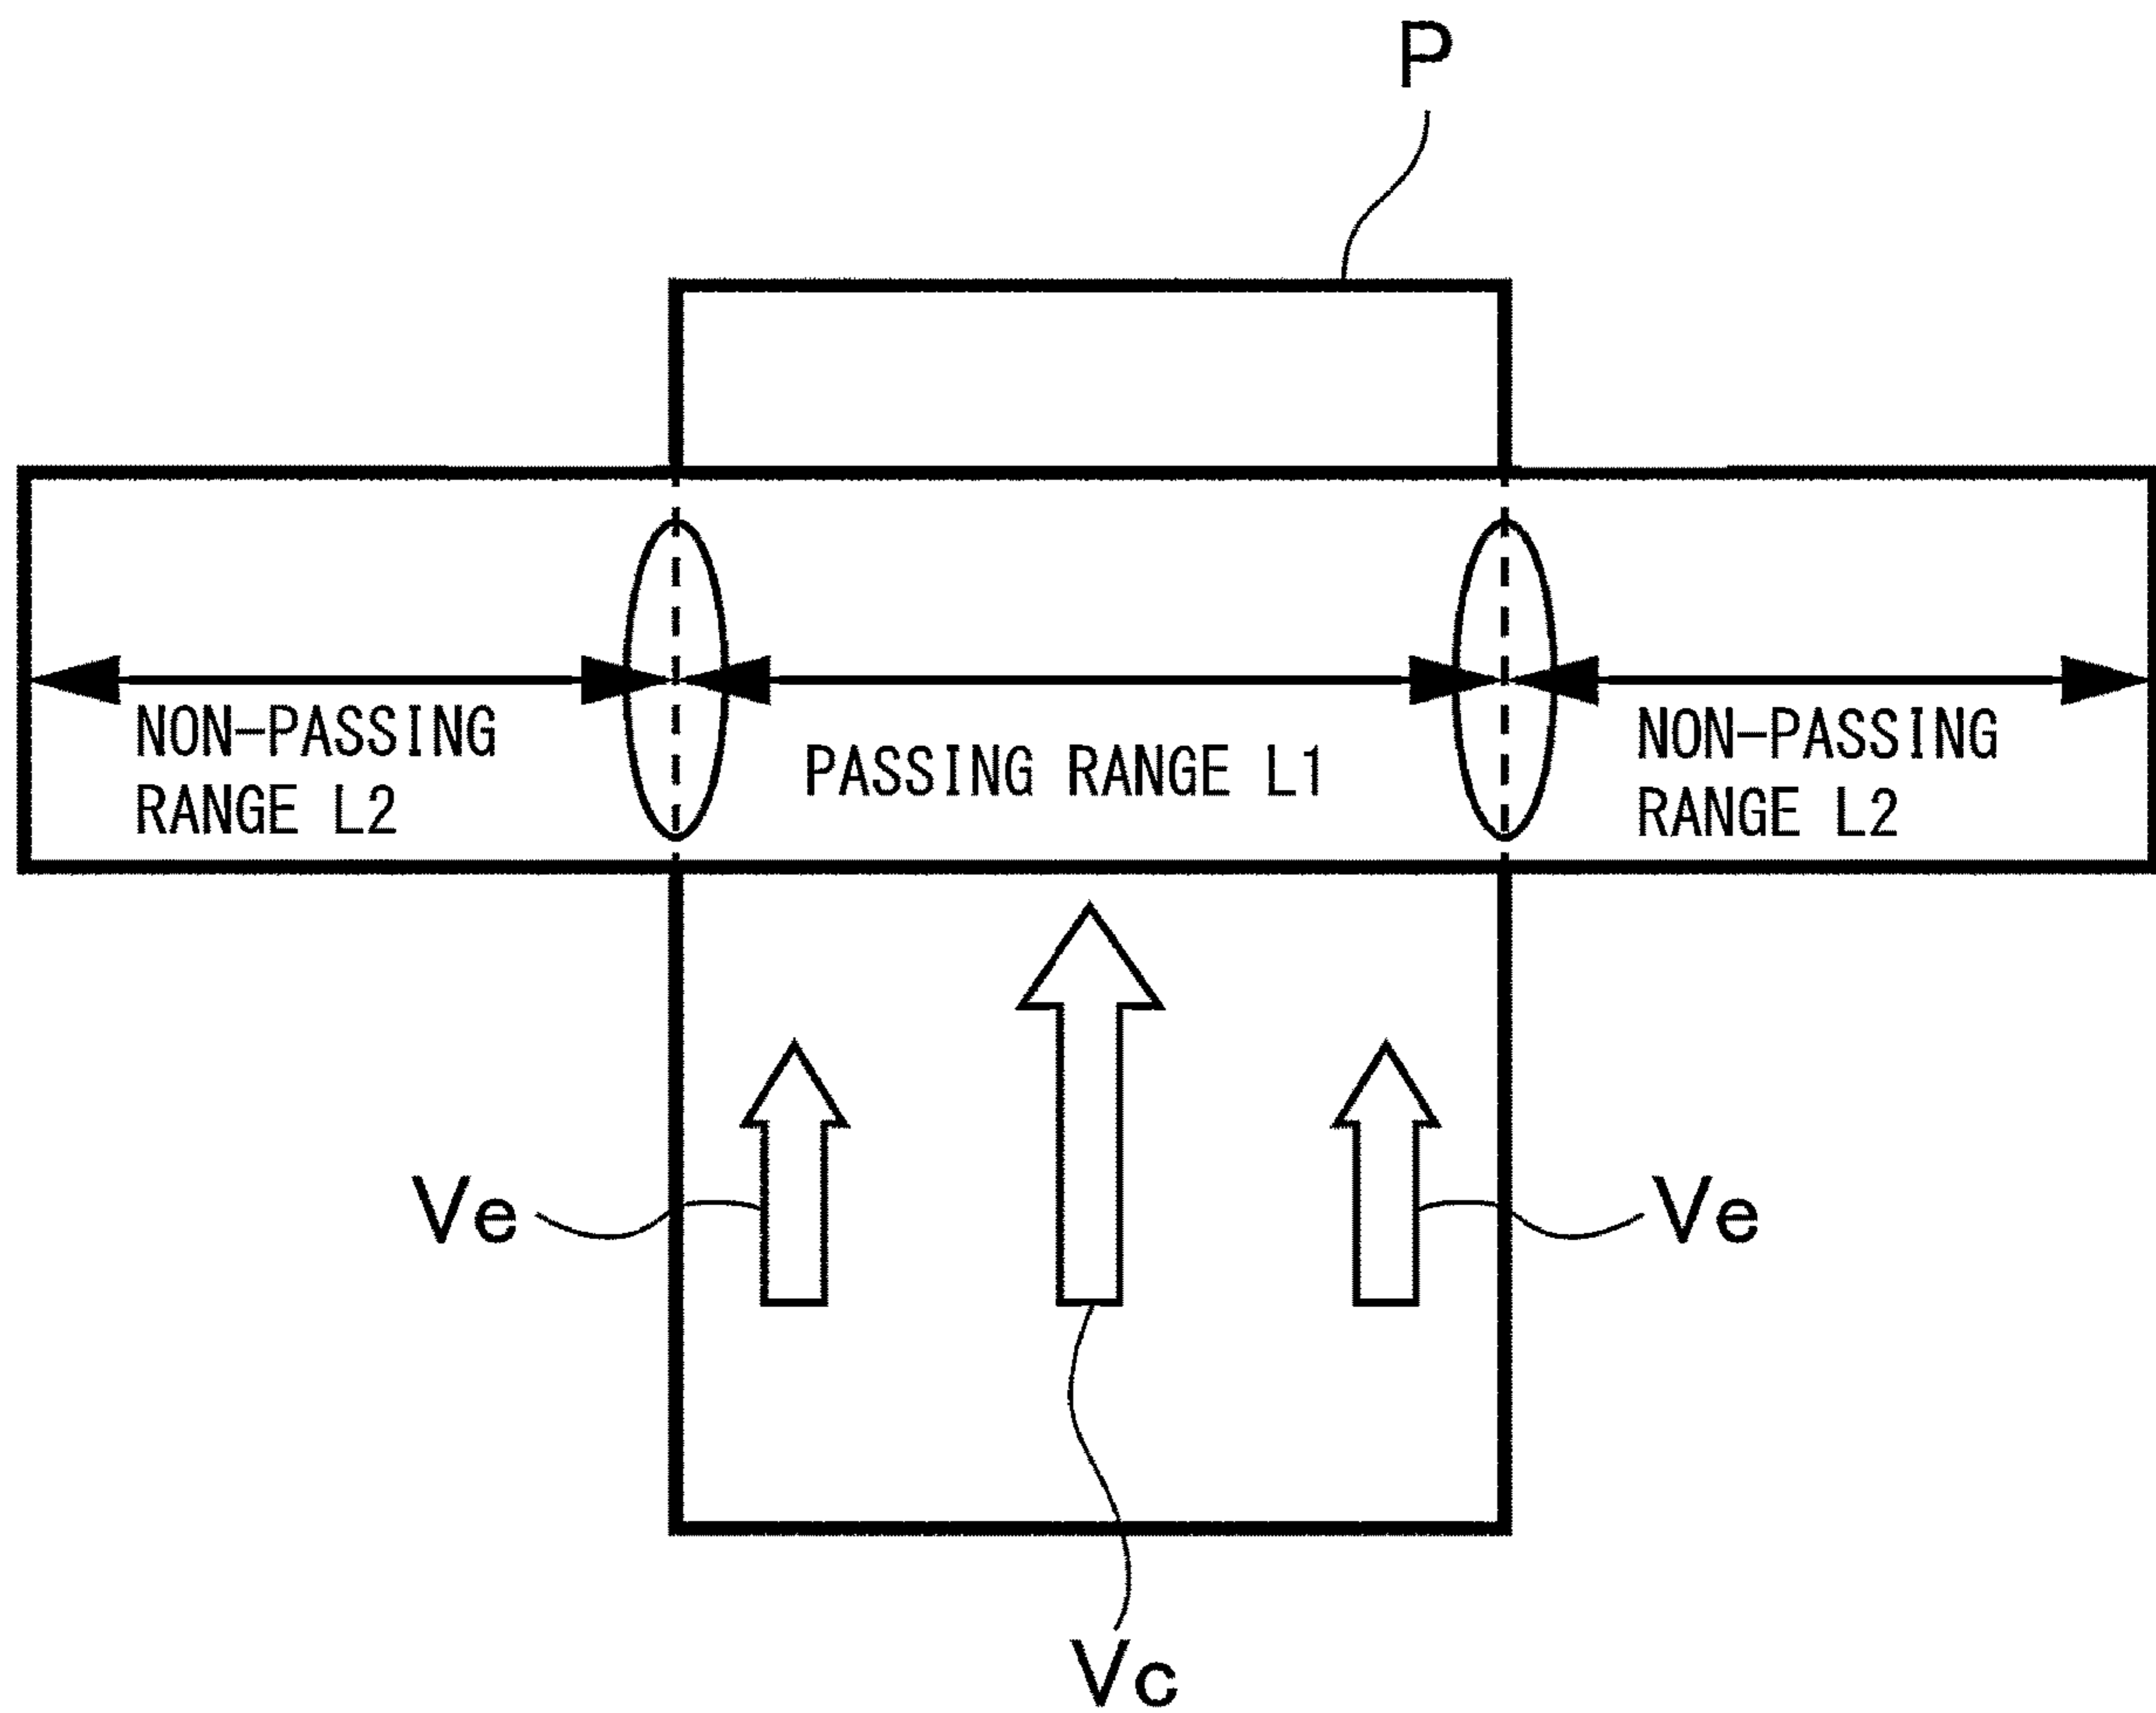 P
NON-PASSING
RANGE L2
PASSING RANGE L1
NON-PASSING
RANGE L2
Ve
Ve
Vc